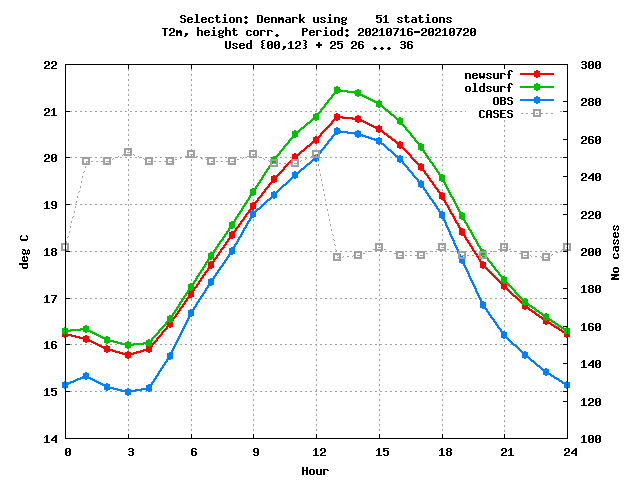 Selection: Denmark using    51 stations
T2m, height corr.   Period: 20210716-20210720
Used {00,12} + 25 26 ... 36
22 300
newsurf
oldsurf 280
21
OBS
CASES
260
20
240
19
220
deg C
No cases
18 200
180
17
160
16
140
15
120
14 100
0 3 6 9 12 15 18 21 24
Hour